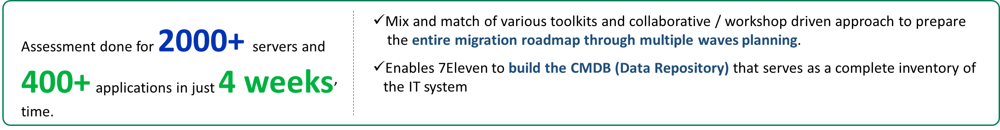 Assessment done for 2000+ servers and
400+ applications in just 4 weeks’
time.
✓Mix and match of various toolkits and collaborative / workshop driven approach to prepare
the entire migration roadmap through multiple waves planning.
✓Enables 7Eleven to build the CMDB (Data Repository) that serves as a complete inventory of
the IT system